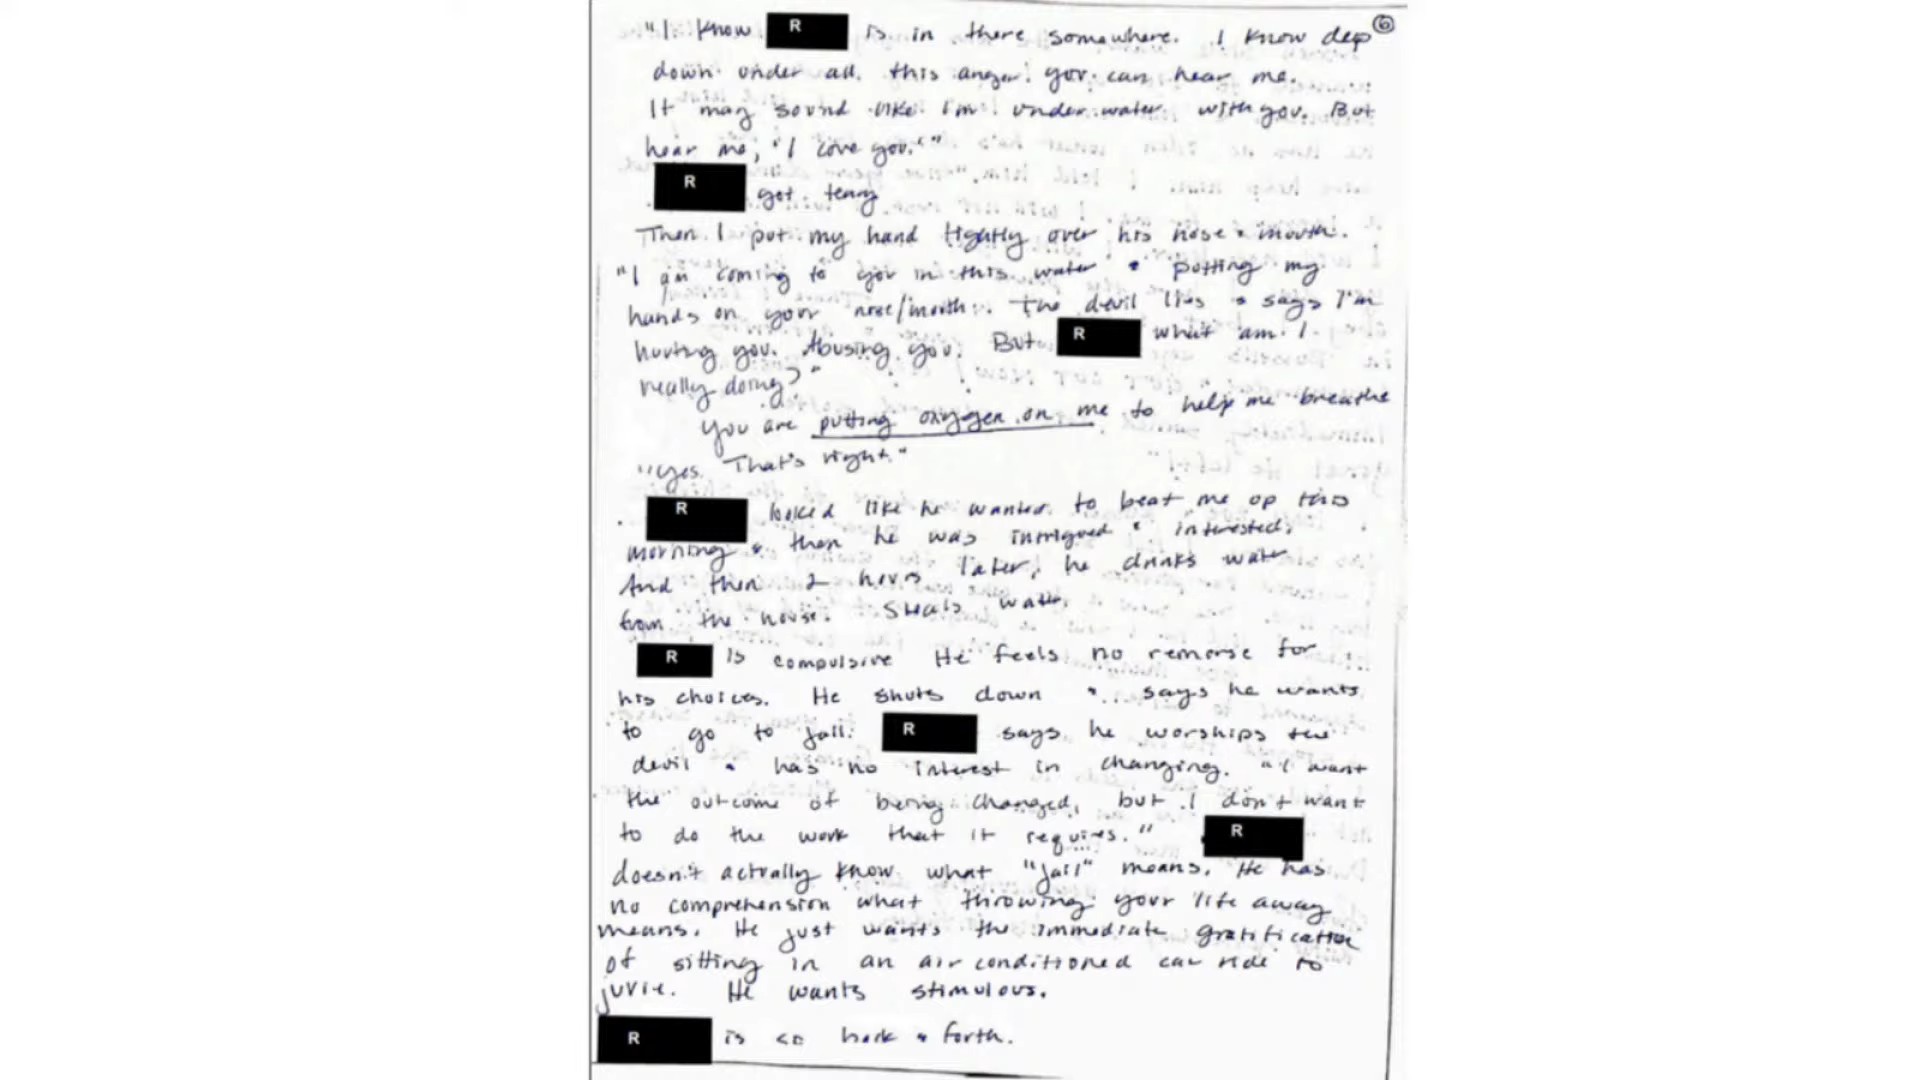 "I know R is in there somewhere. I know dep 6
down under all this anger you can hear me.
It may sound like I'm under water with you. But
hear me, 'I love you.'"
R got teary
Then I put my hand tightly over his nose & mouth.
"I am coming to you in this water & putting my
hands on your nose/mouth. The devil lies & says I'm
hurting you. Abusing you. But R what am I
really doing?"
You are putting oxygen on me to help me breathe
"Yes. That's right."
R looked like he wanted to beat me up this
morning & then he was intrigued & interested.
And then 2 hours later, he drinks water
from the house. Steals water.
R is compulsive He feels no remorse for
his choices. He shuts down & says he wants
to go to jail. R says he worships the
devil & has no interest in changing. "I want
the outcome of being changed, but I don't want
to do the work that it requires." R
doesn't actually know what "jail" means. He has
no comprehension what throwing your life away
means. He just wants the immediate gratification
of sitting in an air conditioned car ride to
juvie. He wants stimulous.
R is so back & forth.